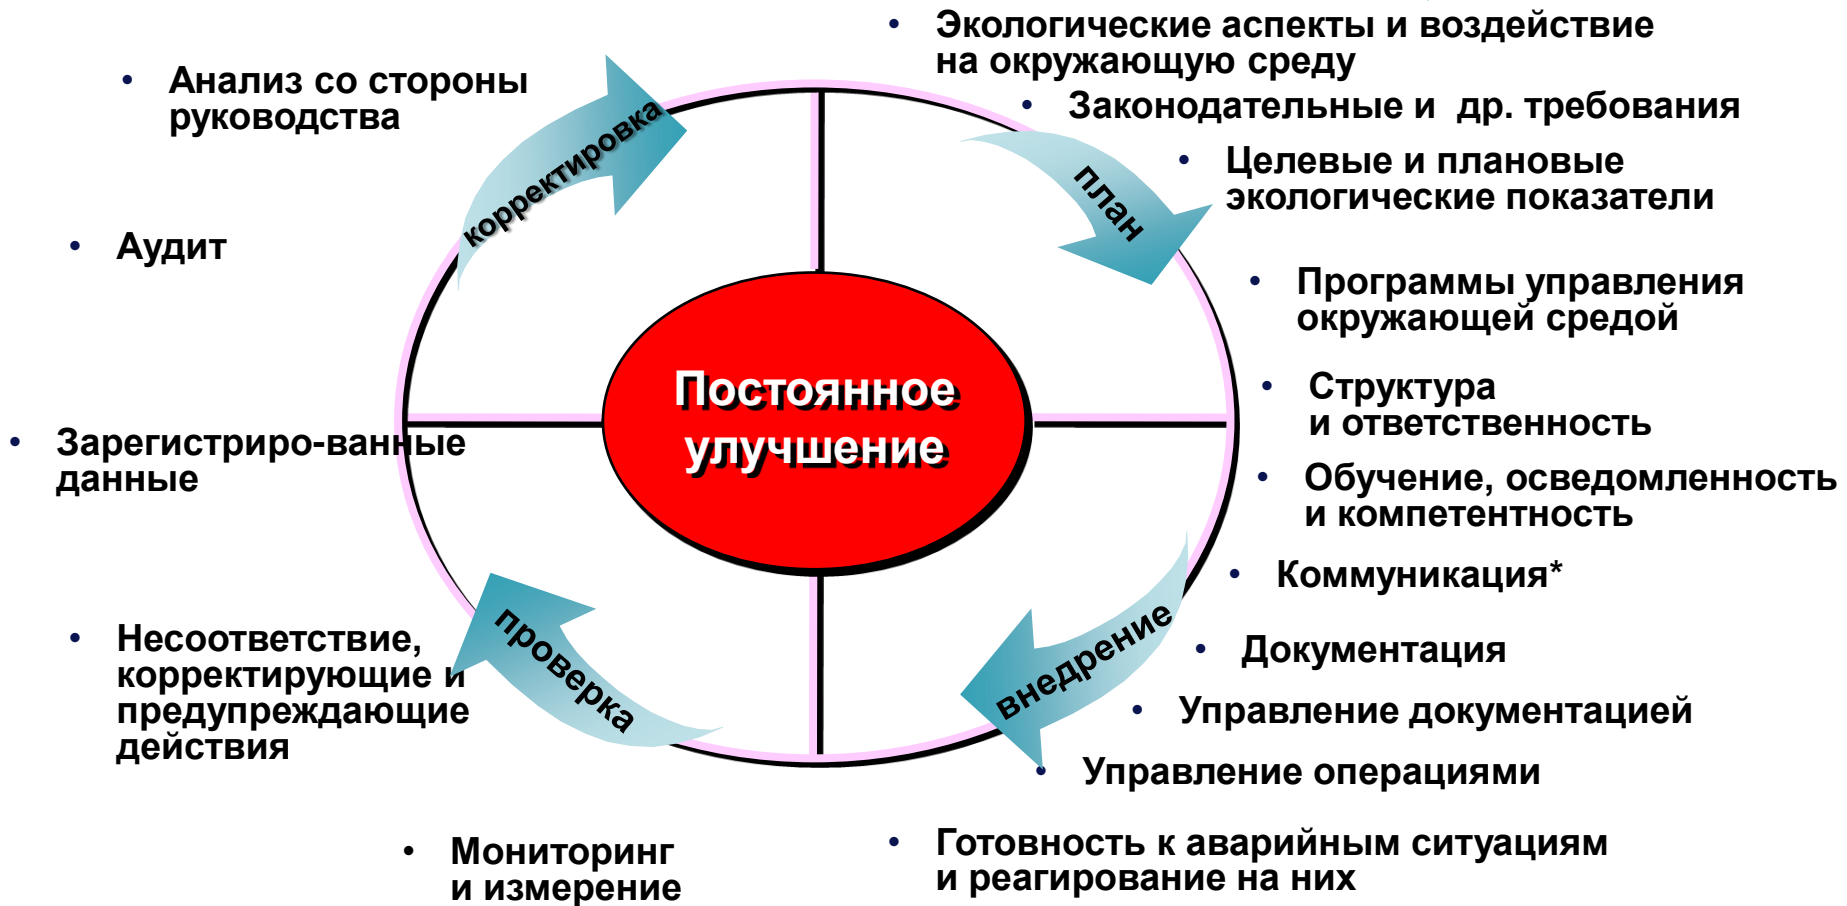 • Экологические аспекты и воздействие
на окружающую среду
• Законодательные и др. требования
• Целевые и плановые
экологические показатели
• Программы управления
окружающей средой
• Структура
и ответственность
• Обучение, осведомленность
и компетентность
• Коммуникация*
• Документация
• Управление документацией
• Управление операциями
• Готовность к аварийным ситуациям
и реагирование на них
• Мониторинг
и измерение
• Несоответствие,
корректирующие и
предупреждающие
действия
• Зарегистриро-ванные
данные
• Аудит
• Анализ со стороны
руководства
корректировка
план
внедрение
проверка
Постоянное
улучшение